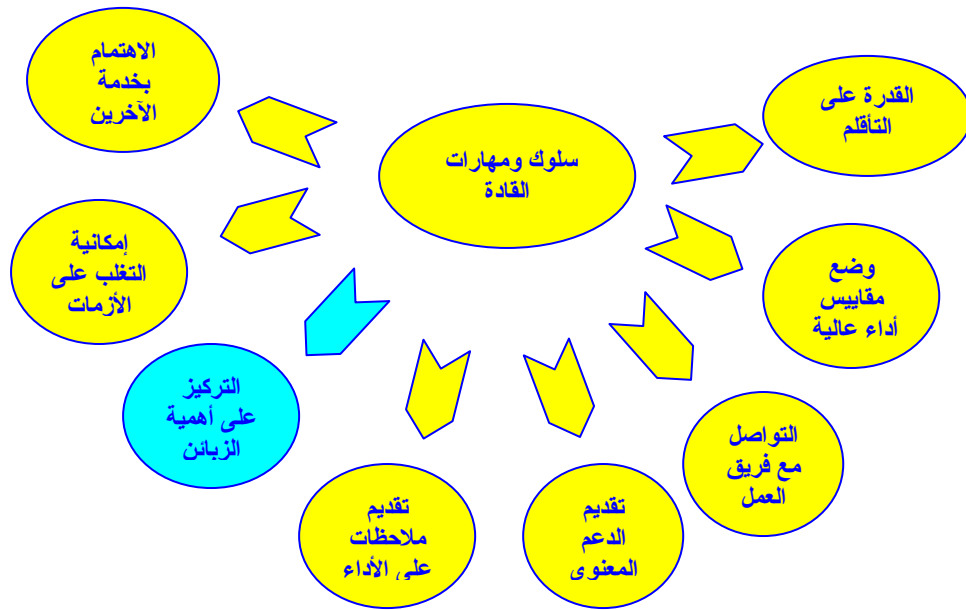 سلوك ومهارات
القادة
القدرة على
التأقلم
وضع
مقاييس
أداء عالية
التواصل
مع فريق
العمل
تقديم
الدعم
المعنوي
تقديم
ملاحظات
على الأداء
التركيز
على أهمية
الزبائن
إمكانية
التغلب على
الأزمات
الاهتمام
بخدمة
الآخرين